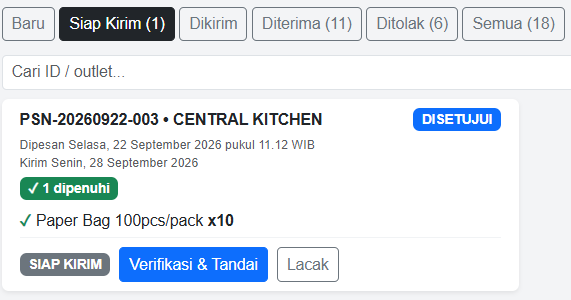 Baru Siap Kirim (1) Dikirim Diterima (11) Ditolak (6) Semua (18)
Cari ID / outlet...
PSN-20260922-003 • CENTRAL KITCHEN DISETUJUI
Dipesan Selasa, 22 September 2026 pukul 11.12 WIB
Kirim Senin, 28 September 2026
✓ 1 dipenuhi
✓ Paper Bag 100pcs/pack x10
SIAP KIRIM Verifikasi & Tandai Lacak